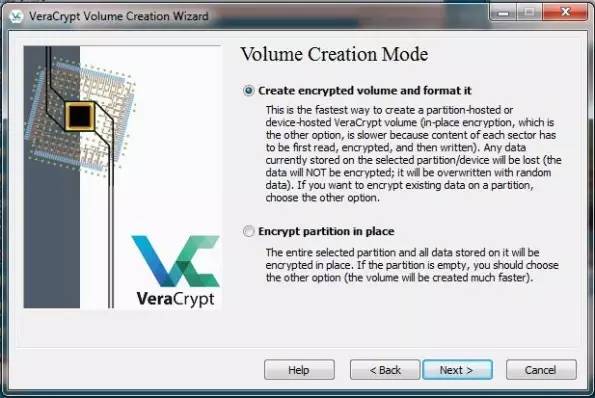 VeraCrypt Volume Creation Wizard
Volume Creation Mode
Create encrypted volume and format it
This is the fastest way to create a partition-hosted or
device-hosted VeraCrypt volume (in-place encryption, which is
the other option, is slower because content of each sector has
to be first read, encrypted, and then written). Any data
currently stored on the selected partition/device will be lost (the
data will NOT be encrypted; it will be overwritten with random
data). If you want to encrypt existing data on a partition,
choose the other option.
Encrypt partition in place
The entire selected partition and all data stored on it will be
encrypted in place. If the partition is empty, you should choose
the other option (the volume will be created much faster).
VeraCrypt
Help
< Back
Next >
Cancel